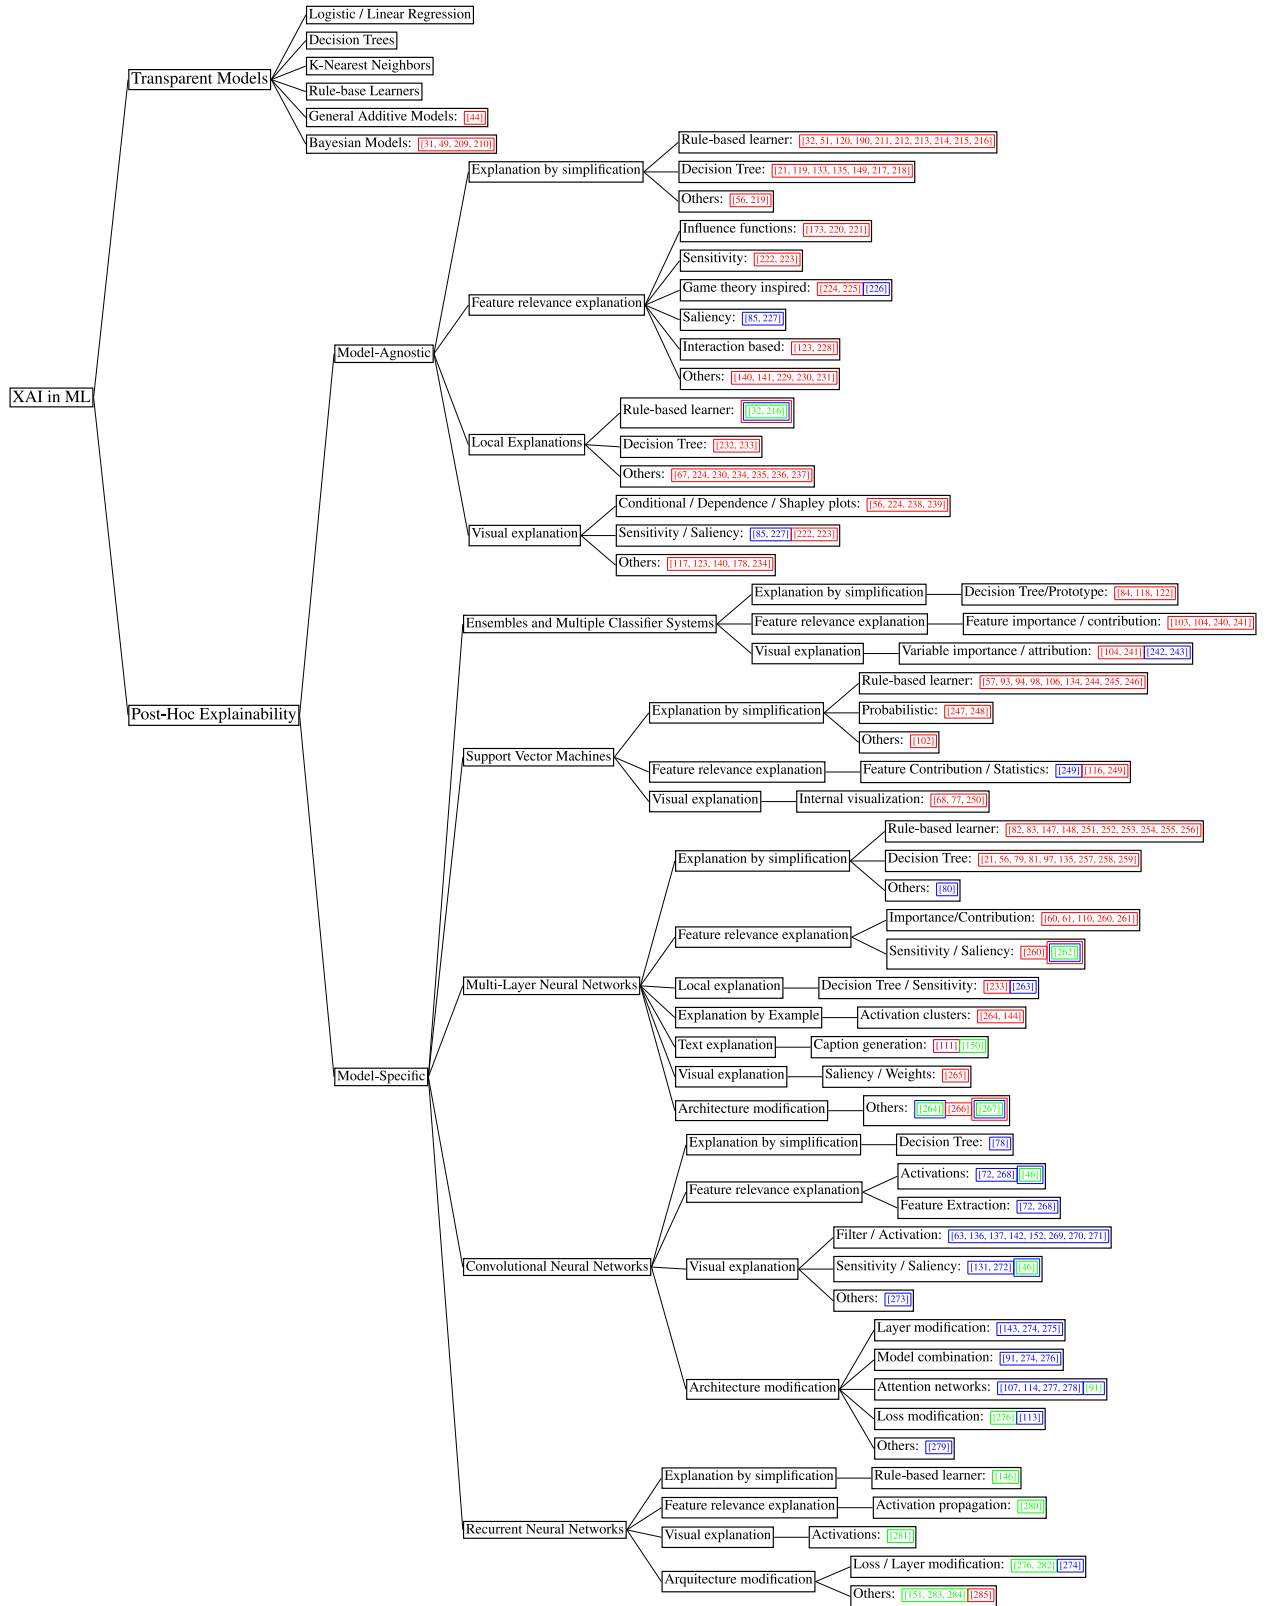 Logistic / Linear Regression
Decision Trees
K-Nearest Neighbors
Transparent Models
Rule-base Learners
General Additive Models: [44]
Bayesian Models: [31, 49, 209, 210]
Rule-based learner: [32, 51, 120, 190, 211, 212, 213, 214, 215, 216]
Explanation by simplification
Decision Tree: [21, 119, 133, 135, 149, 217, 218]
Others: [56, 219]
Influence functions: [173, 220, 221]
Sensitivity: [222, 223]
Game theory inspired: [224, 225] [226]
Feature relevance explanation
Saliency: [85, 227]
Interaction based: [123, 228]
Model-Agnostic
Others: [140, 141, 229, 230, 231]
XAI in ML
Rule-based learner: [32, 216]
Local Explanations
Decision Tree: [232, 233]
Others: [67, 224, 230, 234, 235, 236, 237]
Conditional / Dependence / Shapley plots: [56, 224, 238, 239]
Visual explanation
Sensitivity / Saliency: [85, 227] [222, 223]
Others: [117, 123, 140, 178, 234]
Explanation by simplification
Decision Tree/Prototype: [84, 118, 122]
Ensembles and Multiple Classifier Systems
Feature relevance explanation
Feature importance / contribution: [103, 104, 240, 241]
Visual explanation
Variable importance / attribution: [104, 241] [242, 243]
Rule-based learner: [57, 93, 94, 98, 106, 134, 244, 245, 246]
Post-Hoc Explainability
Explanation by simplification
Probabilistic: [247, 248]
Others: [102]
Support Vector Machines
Feature relevance explanation
Feature Contribution / Statistics: [249] [116, 249]
Visual explanation
Internal visualization: [68, 77, 250]
Rule-based learner: [82, 83, 147, 148, 251, 252, 253, 254, 255, 256]
Explanation by simplification
Decision Tree: [21, 56, 79, 81, 97, 135, 257, 258, 259]
Others: [80]
Importance/Contribution: [60, 61, 110, 260, 261]
Feature relevance explanation
Sensitivity / Saliency: [260] [262]
Multi-Layer Neural Networks
Local explanation
Decision Tree / Sensitivity: [233] [263]
Explanation by Example
Activation clusters: [264, 144]
Text explanation
Caption generation: [111] [150]
Model-Specific
Visual explanation
Saliency / Weights: [265]
Architecture modification
Others: [264] [266] [267]
Explanation by simplification
Decision Tree: [78]
Activations: [72, 268] [46]
Feature relevance explanation
Feature Extraction: [72, 268]
Filter / Activation: [63, 136, 137, 142, 152, 269, 270, 271]
Convolutional Neural Networks
Visual explanation
Sensitivity / Saliency: [131, 272] [46]
Others: [273]
Layer modification: [143, 274, 275]
Model combination: [91, 274, 276]
Architecture modification
Attention networks: [107, 114, 277, 278] [91]
Loss modification: [276] [113]
Others: [279]
Explanation by simplification
Rule-based learner: [146]
Feature relevance explanation
Activation propagation: [280]
Recurrent Neural Networks
Visual explanation
Activations: [281]
Loss / Layer modification: [276, 282] [274]
Arquitecture modification
Others: [151, 283, 284] [285]